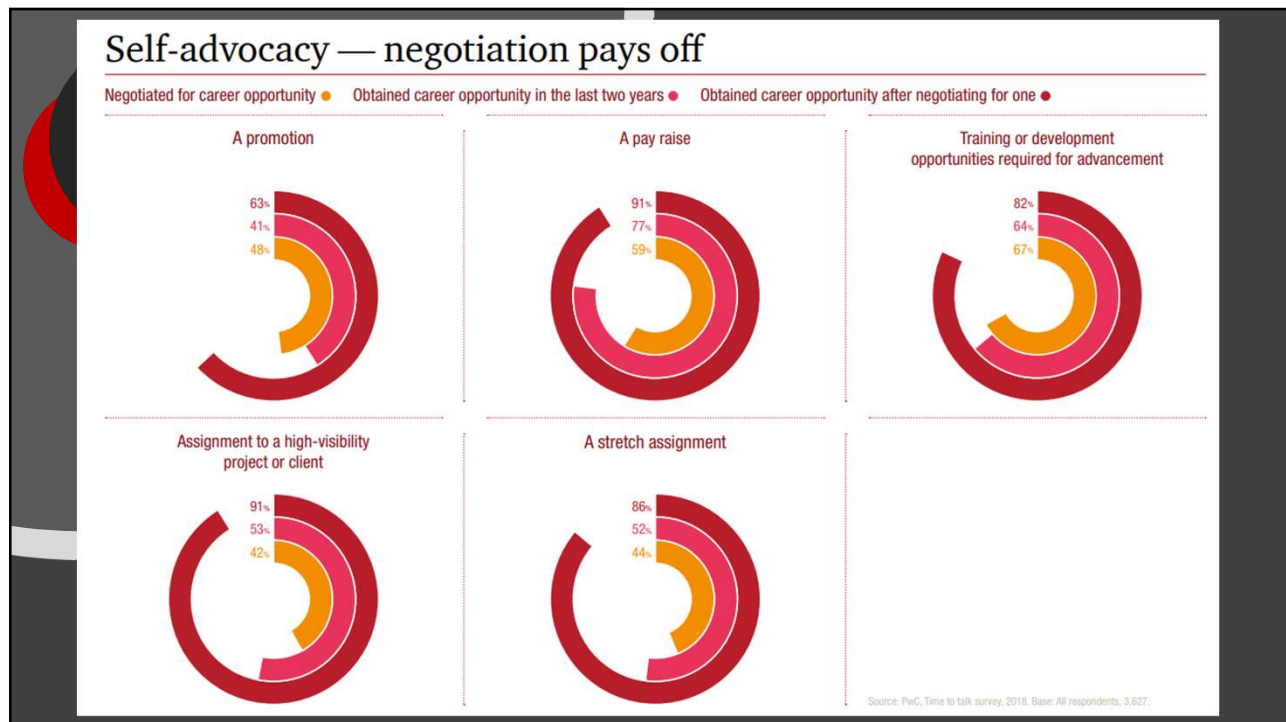 Self-advocacy — negotiation pays off
Negotiated for career opportunity ● Obtained career opportunity in the last two years ● Obtained career opportunity after negotiating for one ●
A promotion
63%
41%
48%
A pay raise
91%
77%
59%
Training or development
opportunities required for advancement
82%
64%
67%
Assignment to a high-visibility
project or client
91%
53%
42%
A stretch assignment
86%
52%
44%
Source: PwC, Time to talk survey, 2018. Base: All respondents, 3,627.